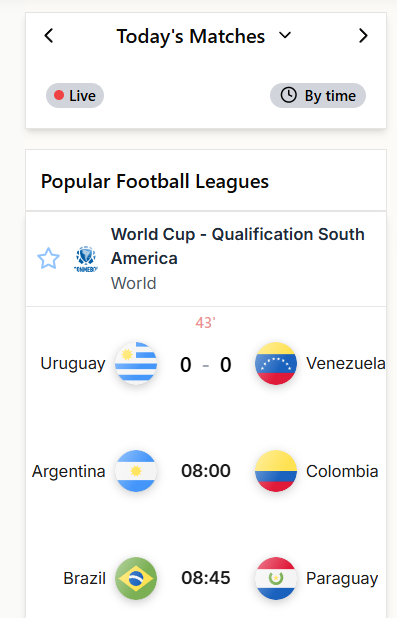 Today's Matches
Live
By time
Popular Football Leagues
World Cup - Qualification South
America
World
43'
Uruguay 0 - 0 Venezuela
Argentina 08:00 Colombia
Brazil 08:45 Paraguay